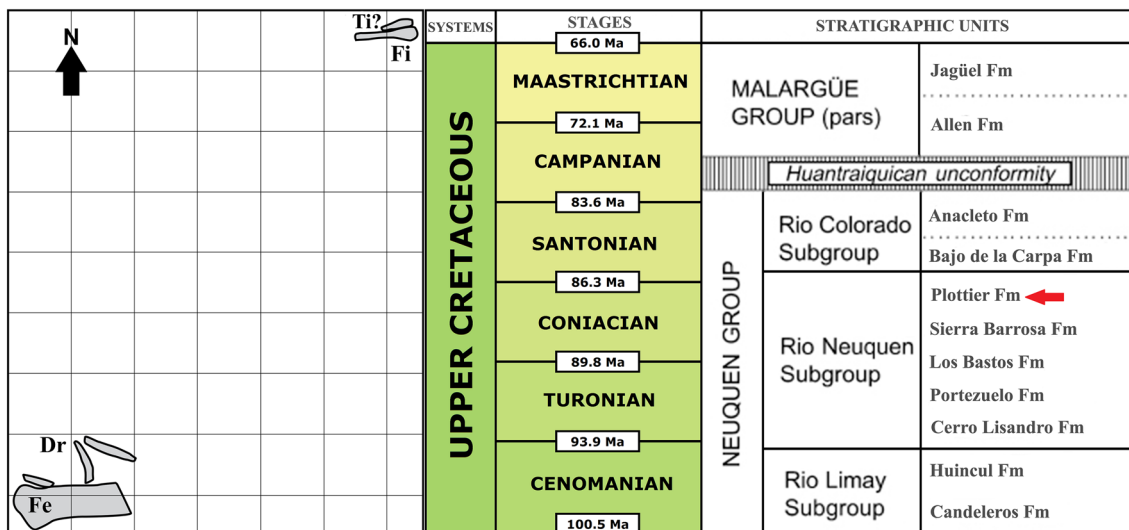 N
Ti?
Fi
Dr
Fe
SYSTEMS
STAGES
STRATIGRAPHIC UNITS
UPPER CRETACEOUS
66.0 Ma
MAASTRICHTIAN
72.1 Ma
CAMPANIAN
83.6 Ma
SANTONIAN
86.3 Ma
CONIACIAN
89.8 Ma
TURONIAN
93.9 Ma
CENOMANIAN
100.5 Ma
MALARGÜE
GROUP (pars)
Jagüel Fm
Allen Fm
Huantraiquican unconformity
NEUQUEN GROUP
Rio Colorado
Subgroup
Anacleto Fm
Bajo de la Carpa Fm
Rio Neuquen
Subgroup
Plottier Fm
Sierra Barrosa Fm
Los Bastos Fm
Portezuelo Fm
Cerro Lisandro Fm
Rio Limay
Subgroup
Huincul Fm
Candeleros Fm